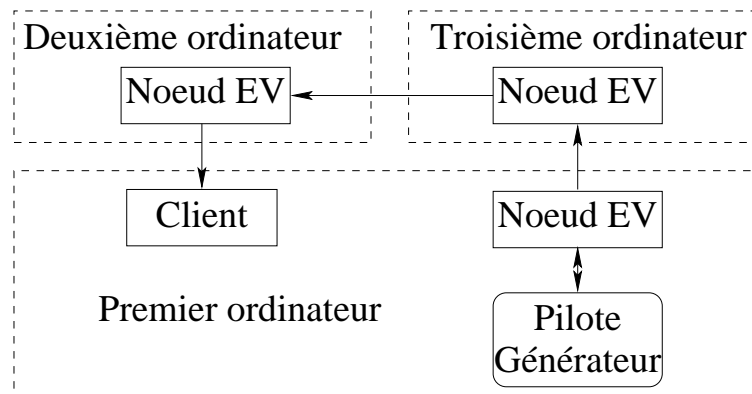 Deuxième ordinateur
Noeud EV
Troisième ordinateur
Noeud EV
Client
Noeud EV
Premier ordinateur
Pilote
Générateur